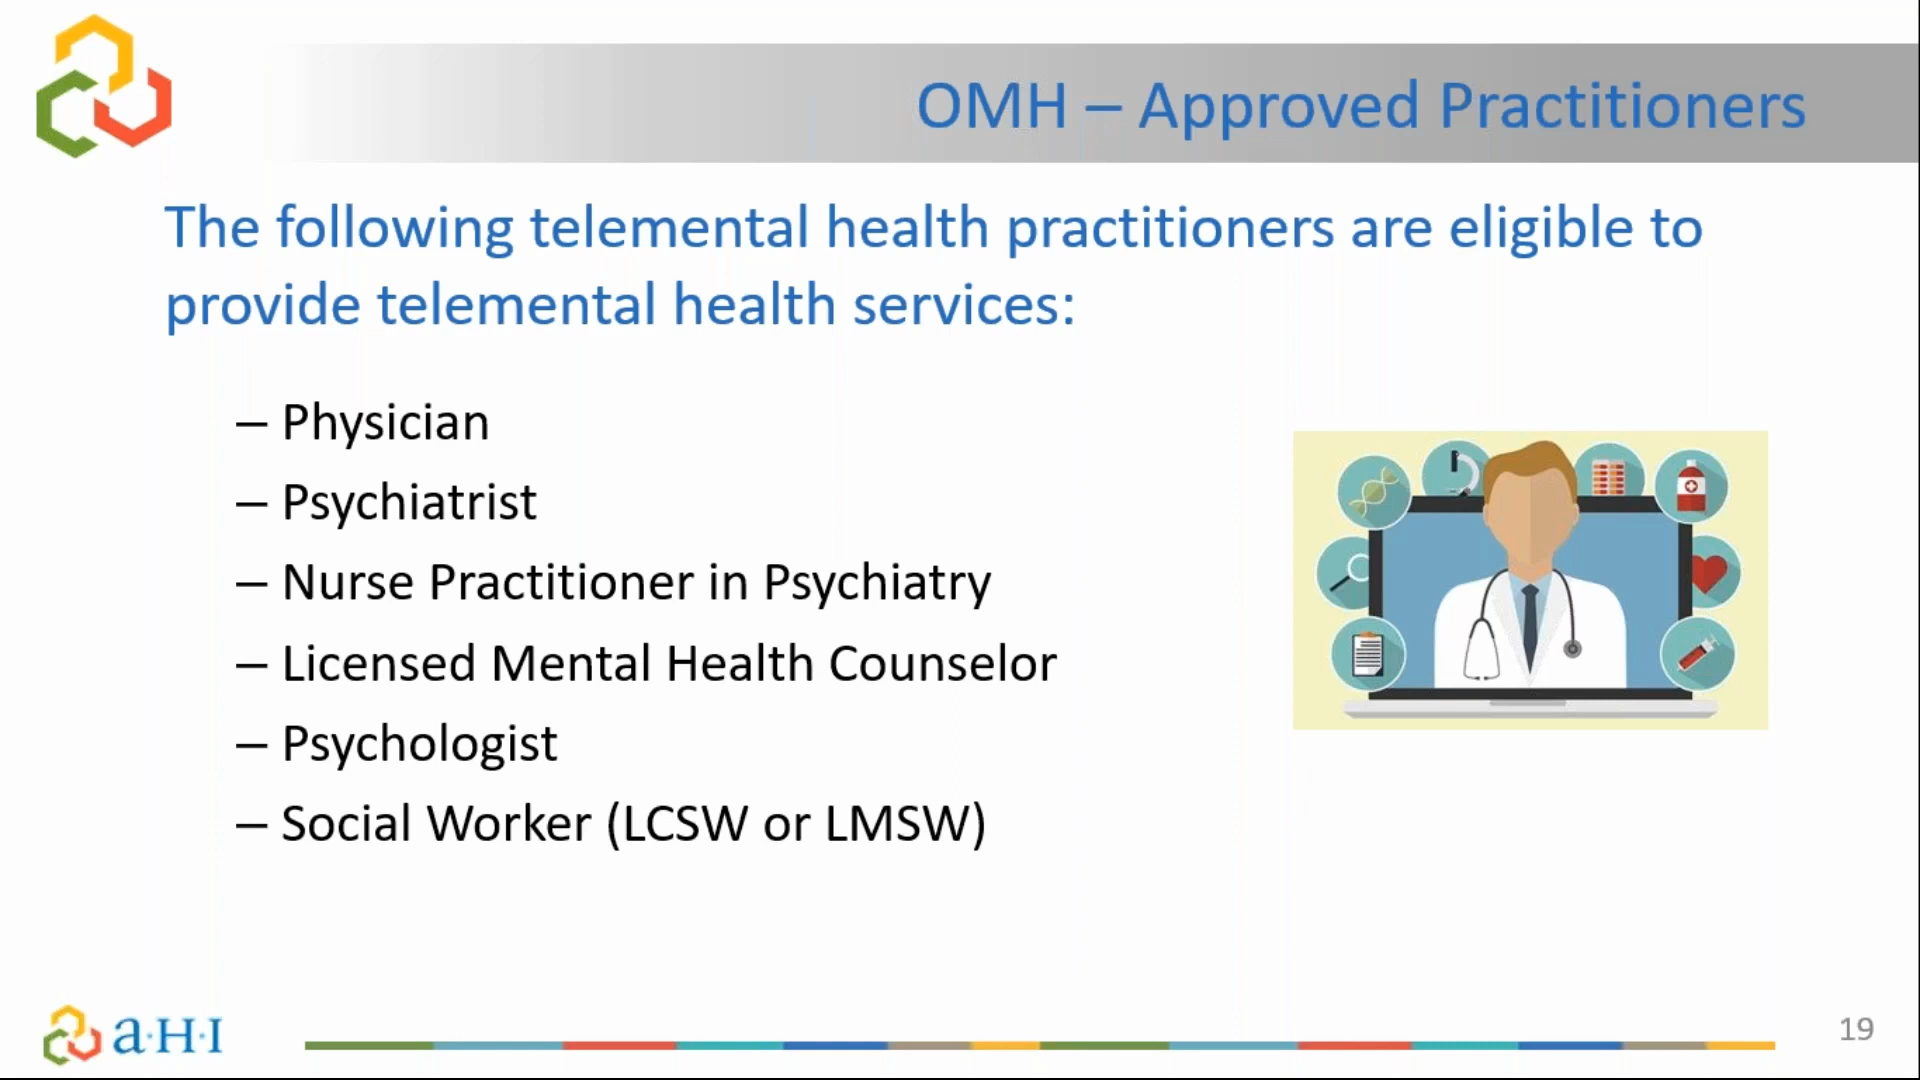 OMH – Approved Practitioners
The following telemental health practitioners are eligible to
provide telemental health services:
– Physician
– Psychiatrist
– Nurse Practitioner in Psychiatry
– Licensed Mental Health Counselor
– Psychologist
– Social Worker (LCSW or LMSW)
a·H·I
19